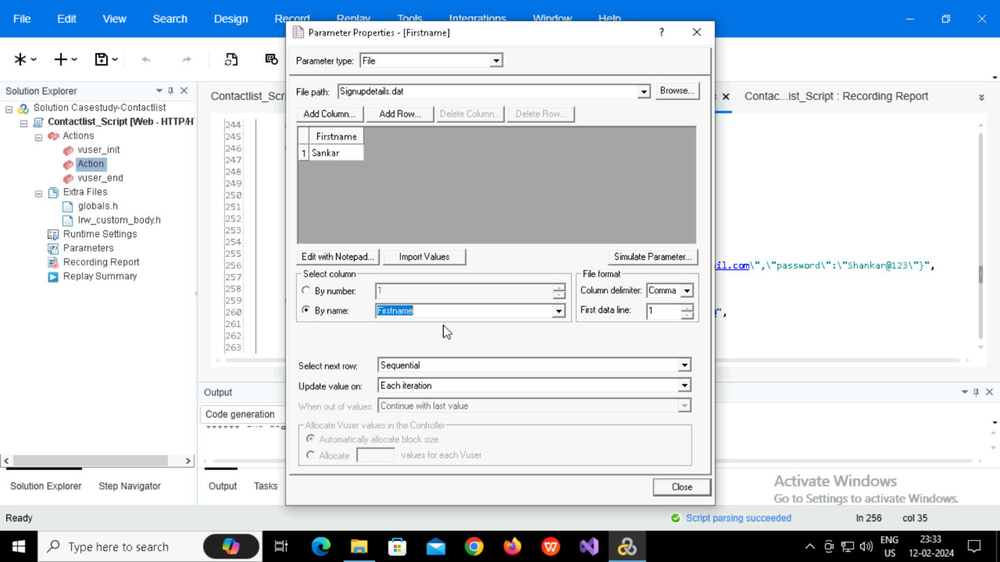 File Edit View Search Design Record Replay Tools Integrations Window Help
Parameter Properties - [Firstname]
?
Parameter type: File
Solution Explorer
Solution Casestudy-Contactlist
Contactlist_Script [Web - HTTP/H
Actions
vuser_init
Action
vuser_end
Extra Files
globals.h
lrw_custom_body.h
Runtime Settings
Parameters
Recording Report
Replay Summary
Solution Explorer Step Navigator
Contactlist_Scri
Contac...ist_Script : Recording Report
File path: Signupdetails.dat Browse...
Add Column... Add Row... Delete Column... Delete Row...
Firstname
1 Sankar
244
245
246
247
248
249
250
251
252
253
254
255
256
257
258
259
260
261
262
263
il.com\",\"password\":\"Shankar@123\"}",
",
Edit with Notepad... Import Values Simulate Parameter...
Select column
By number: 1
By name: Firstname
File format
Column delimiter: Comma
First data line: 1
Select next row: Sequential
Update value on: Each iteration
When out of values: Continue with last value
Allocate Vuser values in the Controller
Automatically allocate block size
Allocate values for each Vuser
Close
Output
Code generation
Output Tasks
Activate Windows
Go to Settings to activate Windows.
Ready
Script parsing succeeded
ln 256 col 35
Type here to search
ENG
US
23:33
12-02-2024